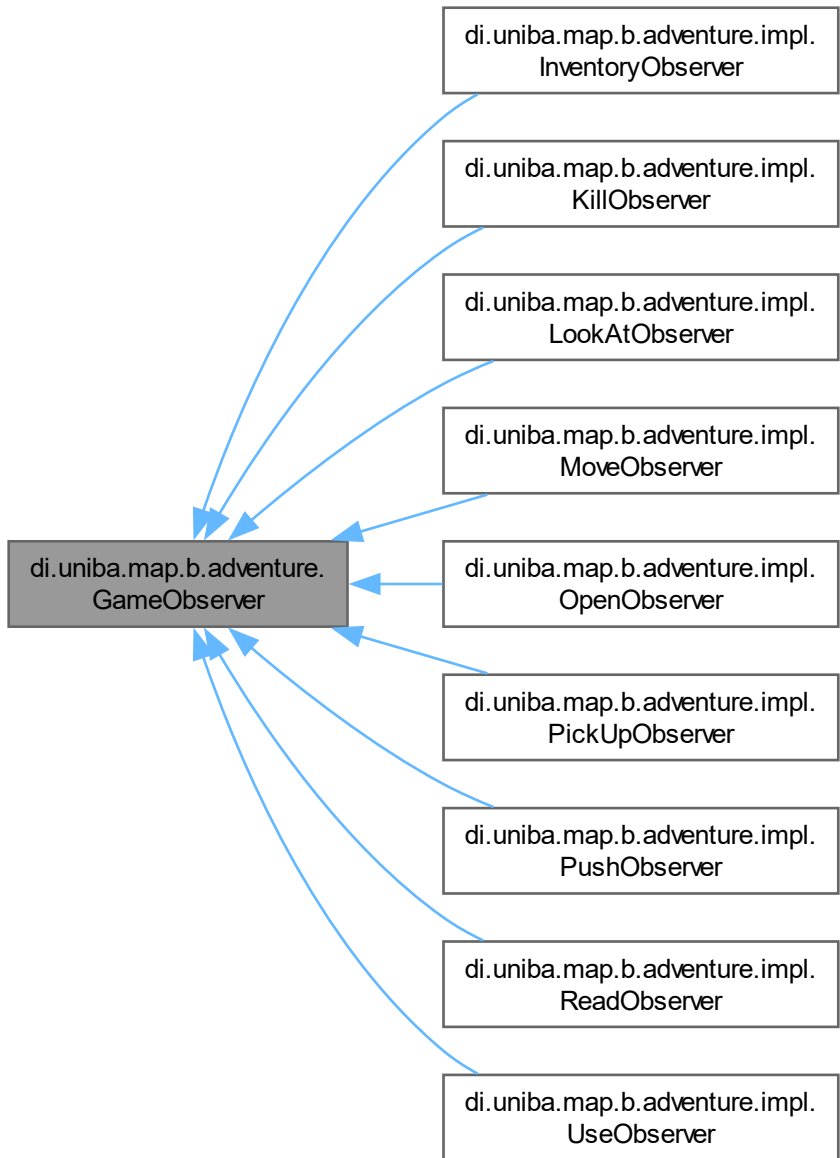 di.uniba.map.b.adventure.impl.
InventoryObserver
di.uniba.map.b.adventure.impl.
KillObserver
di.uniba.map.b.adventure.impl.
LookAtObserver
di.uniba.map.b.adventure.impl.
MoveObserver
di.uniba.map.b.adventure.
GameObserver
di.uniba.map.b.adventure.impl.
OpenObserver
di.uniba.map.b.adventure.impl.
PickUpObserver
di.uniba.map.b.adventure.impl.
PushObserver
di.uniba.map.b.adventure.impl.
ReadObserver
di.uniba.map.b.adventure.impl.
UseObserver